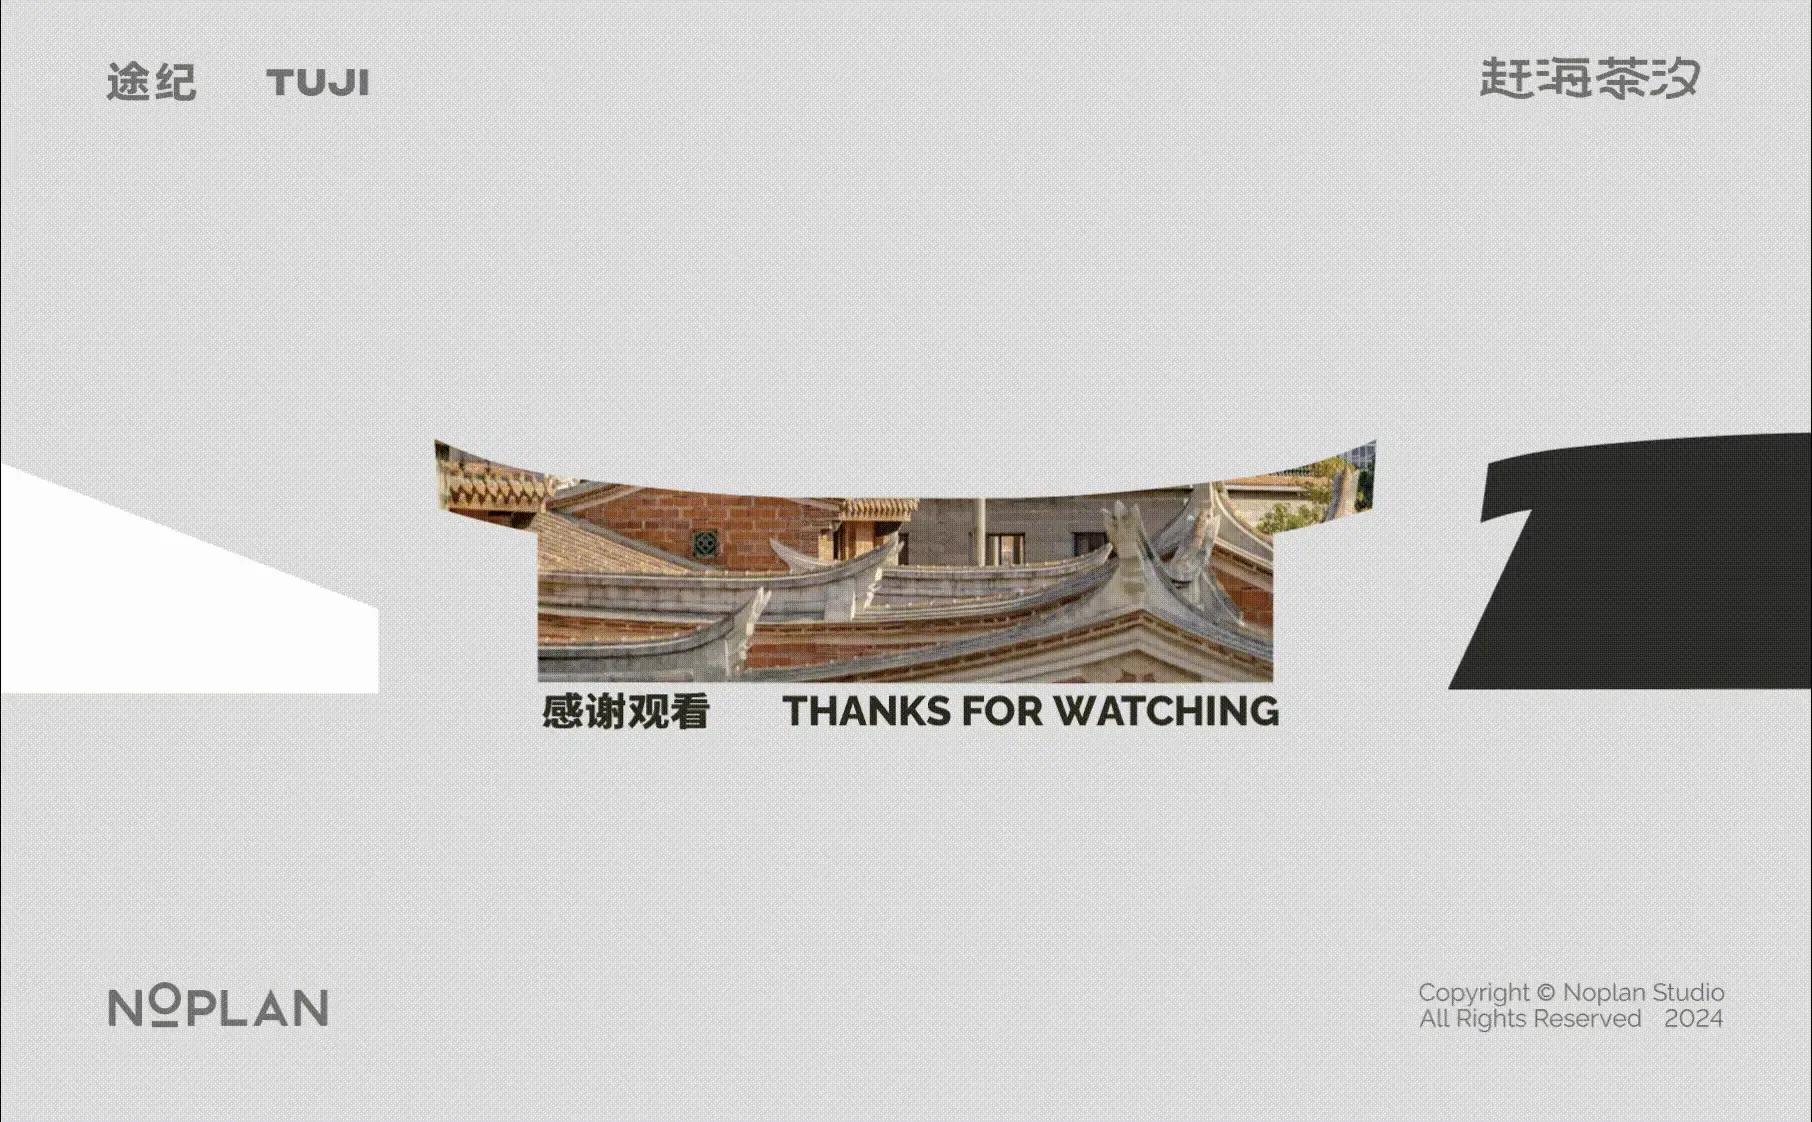 途纪 TUJI
赶海茶汐
感谢观看 THANKS FOR WATCHING
NOPLAN
Copyright © Noplan Studio
All Rights Reserved 2024